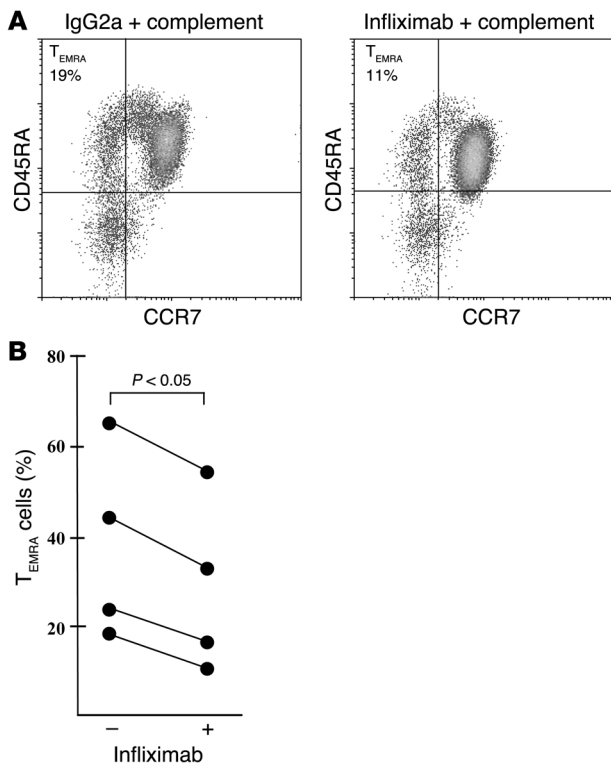 A
IgG2a + complement
Infliximab + complement
TEMRA
19%
TEMRA
11%
CD45RA
CD45RA
CCR7
CCR7
B
80
P < 0.05
60
40
20
TEMRA cells (%)
– +
Infliximab